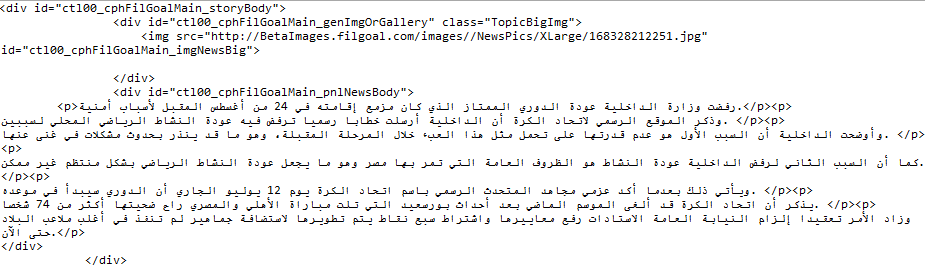 <div id="ctl00_cphFilGoalMain_storyBody">
<div id="ctl00_cphFilGoalMain_genImgOrGallery" class="TopicBigImg">
<img src="http://BetaImages.filgoal.com/images//NewsPics/XLarge/168328212251.jpg"
id="ctl00_cphFilGoalMain_imgNewsBig">
</div>
<div id="ctl00_cphFilGoalMain_pnlNewsBody">
<p>رفضت وزارة الداخلية عودة الدوري الممتاز الذي كان مزمع إقامته في 24 من أغسطس المقبل لأسباب أمنية.</p><p>
وذكر الموقع الرسمي لاتحاد الكرة أن الداخلية أرسلت خطابا رسميا ترفض فيه عودة النشاط الرياضي المحلي لسببين. </p><p>
وأوضحت الداخلية أن السبب الأول هو عدم قدرتها على تحمل مثل هذا العبء خلال المرحلة المقبلة، وهو ما قد ينذر بحدوث مشكلات في غنى عنها. </p>
<p>
كما أن السبب الثاني لرفض الداخلية عودة النشاط هو الظروف العامة التي تمر بها مصر وهو ما يجعل عودة النشاط الرياضي بشكل منتظم غير ممكن.
</p><p>
ويأتي ذلك بعدما أكد عزمي مجاهد المتحدث الرسمي باسم اتحاد الكرة يوم 12 يوليو الجاري أن الدوري سيبدأ في موعده. </p><p>
يذكر أن اتحاد الكرة قد ألغى الموسم الماضي بعد أحداث بورسعيد التي تلت مباراة الأهلي والمصري راح ضحيتها أكثر من 74 شخصا. </p><p>
وزاد الأمر تعقيدا إلزام النيابة العامة الاستادات رفع معاييرها واشتراط سبع نقاط يتم تطويرها لاستضافة جماهير لم تنفذ في أغلب ملاعب البلاد
حتى الآن.</p>
</div>
</div>